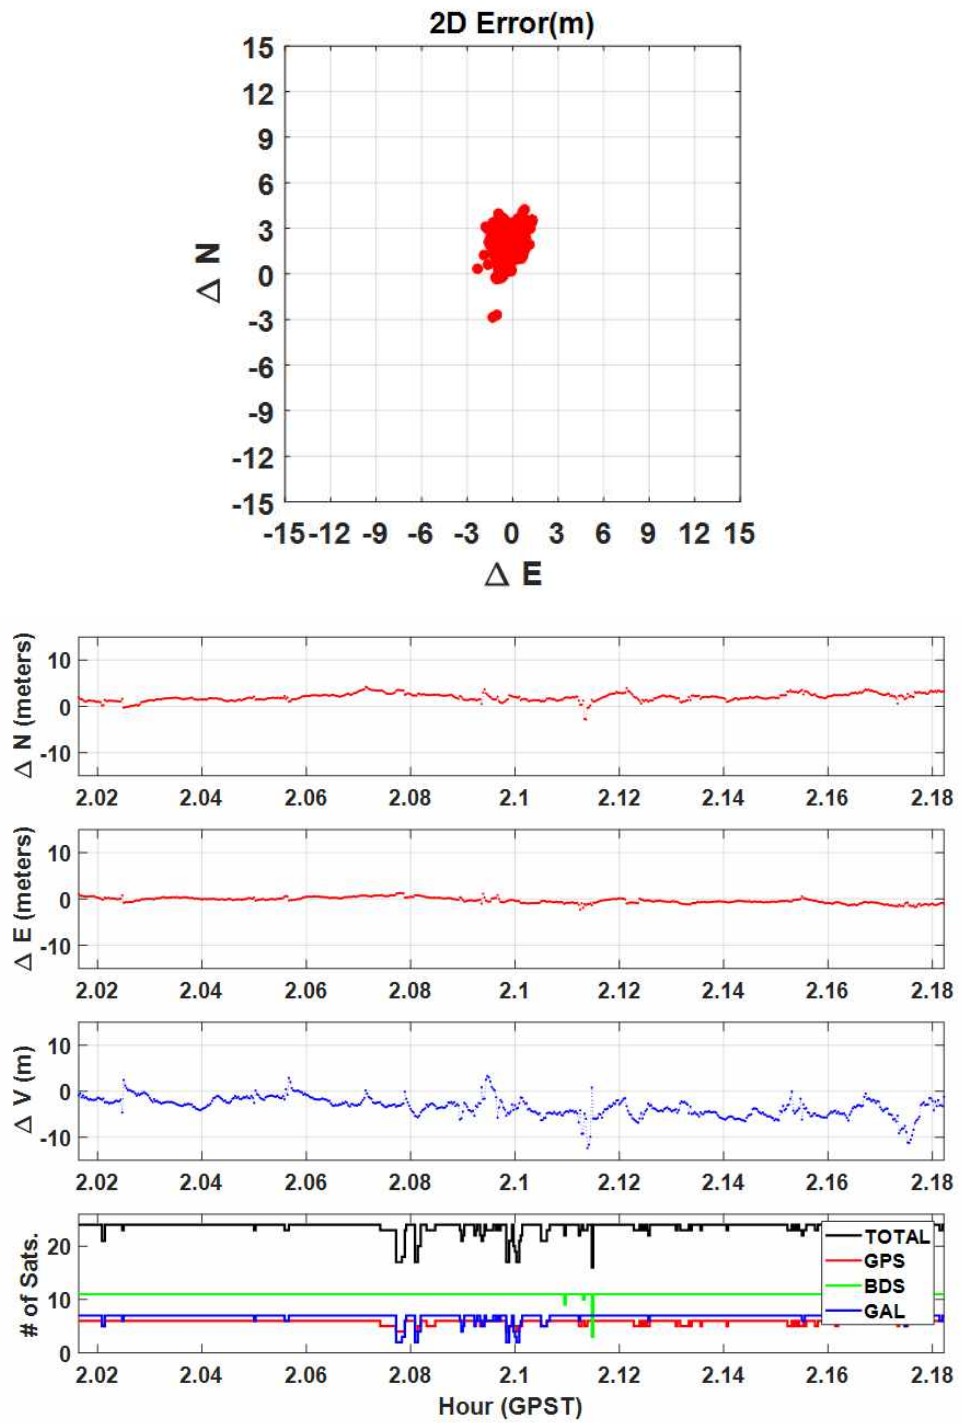 2D Error(m)
15
12
9
6
3
0
-3
-6
-9
-12
-15
Δ N
-15 -12 -9 -6 -3 0 3 6 9 12 15
Δ E
10
0
-10
Δ N (meters)
2.02 2.04 2.06 2.08 2.1 2.12 2.14 2.16 2.18
10
0
-10
Δ E (meters)
2.02 2.04 2.06 2.08 2.1 2.12 2.14 2.16 2.18
10
0
-10
Δ V (m)
2.02 2.04 2.06 2.08 2.1 2.12 2.14 2.16 2.18
20
10
0
# of Sats.
TOTAL
GPS
BDS
GAL
2.02 2.04 2.06 2.08 2.1 2.12 2.14 2.16 2.18
Hour (GPST)